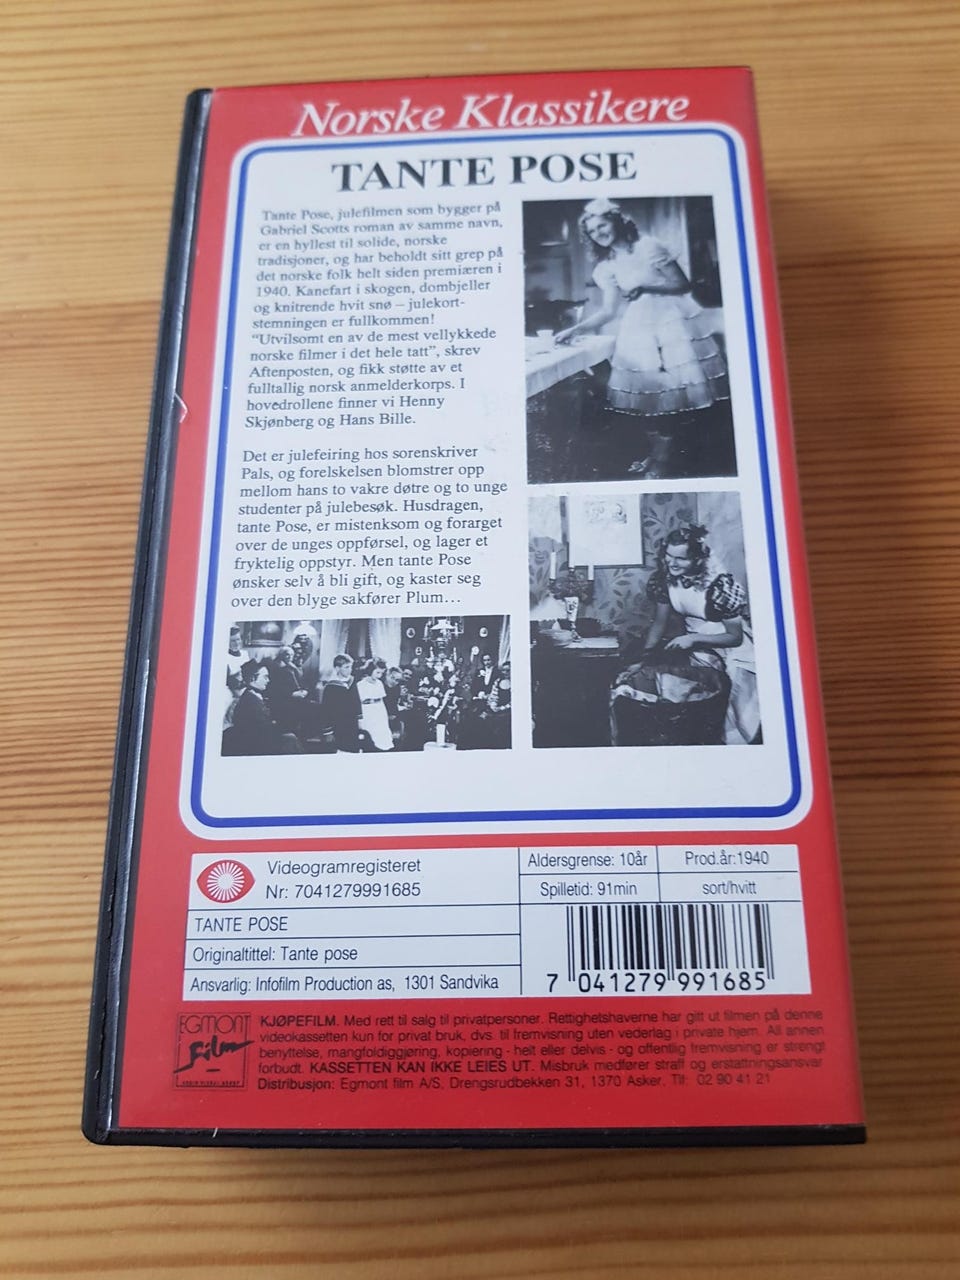 Norske Klassikere
TANTE POSE
Tante Pose, julefilmen som bygger på
Gabriel Scotts roman av samme navn,
er en hyllest til solide, norske
tradisjoner, og har beholdt sitt grep på
det norske folk helt siden premiæren i
1940. Kanefart i skogen, dombjeller
og knitrende hvit snø – julekort-
stemningen er fullkommen!
“Utvilsomt en av de mest vellykkede
norske filmer i det hele tatt”, skrev
Aftenposten, og fikk støtte av et
fulltallig norsk anmelderkorps. I
hovedrollene finner vi Henny
Skjønberg og Hans Bille.
Det er julefeiring hos sorenskriver
Pals, og forelskelsen blomstrer opp
mellom hans to vakre døtre og to unge
studenter på julebesøk. Husdragen,
tante Pose, er mistenksom og forarget
over de unges oppførsel, og lager et
fryktelig oppstyr. Men tante Pose
ønsker selv å bli gift, og kaster seg
over den blyge sakfører Plum...
Videogramregisteret
Nr: 7041279991685
TANTE POSE
Originaltittel: Tante pose
Ansvarlig: Infofilm Production as, 1301 Sandvika
Aldersgrense: 10år
Prod.år:1940
Spilletid: 91min
sort/hvitt
7 041279 991685
EGMONT
Film
KJØPEFILM. Med rett til salg til privatpersoner. Rettighetshaverne har gitt ut filmen på denne
videokassetten kun for privat bruk, dvs. til fremvisning uten vederlag i private hjem. All annen
benyttelse, mangfoldiggjøring, kopiering - helt eller delvis - og offentlig fremvisning er strengt
forbudt. KASSETTEN KAN IKKE LEIES UT. Misbruk medfører straff og erstatningsansvar
Distribusjon: Egmont film A/S, Drengsrudbekken 31, 1370 Asker. Tlf: 02 90 41 21